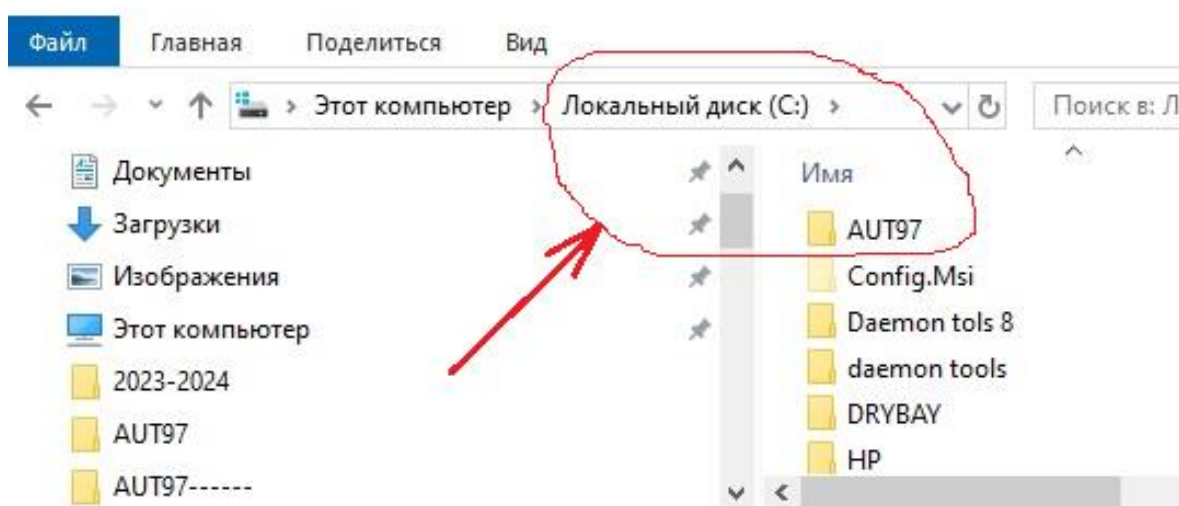 Файл Главная Поделиться Вид
Этот компьютер › Локальный диск (C:) › Поиск в: Л
Документы
Загрузки
Изображения
Этот компьютер
2023-2024
AUT97
AUT97------
Имя
AUT97
Config.Msi
Daemon tols 8
daemon tools
DRYBAY
HP